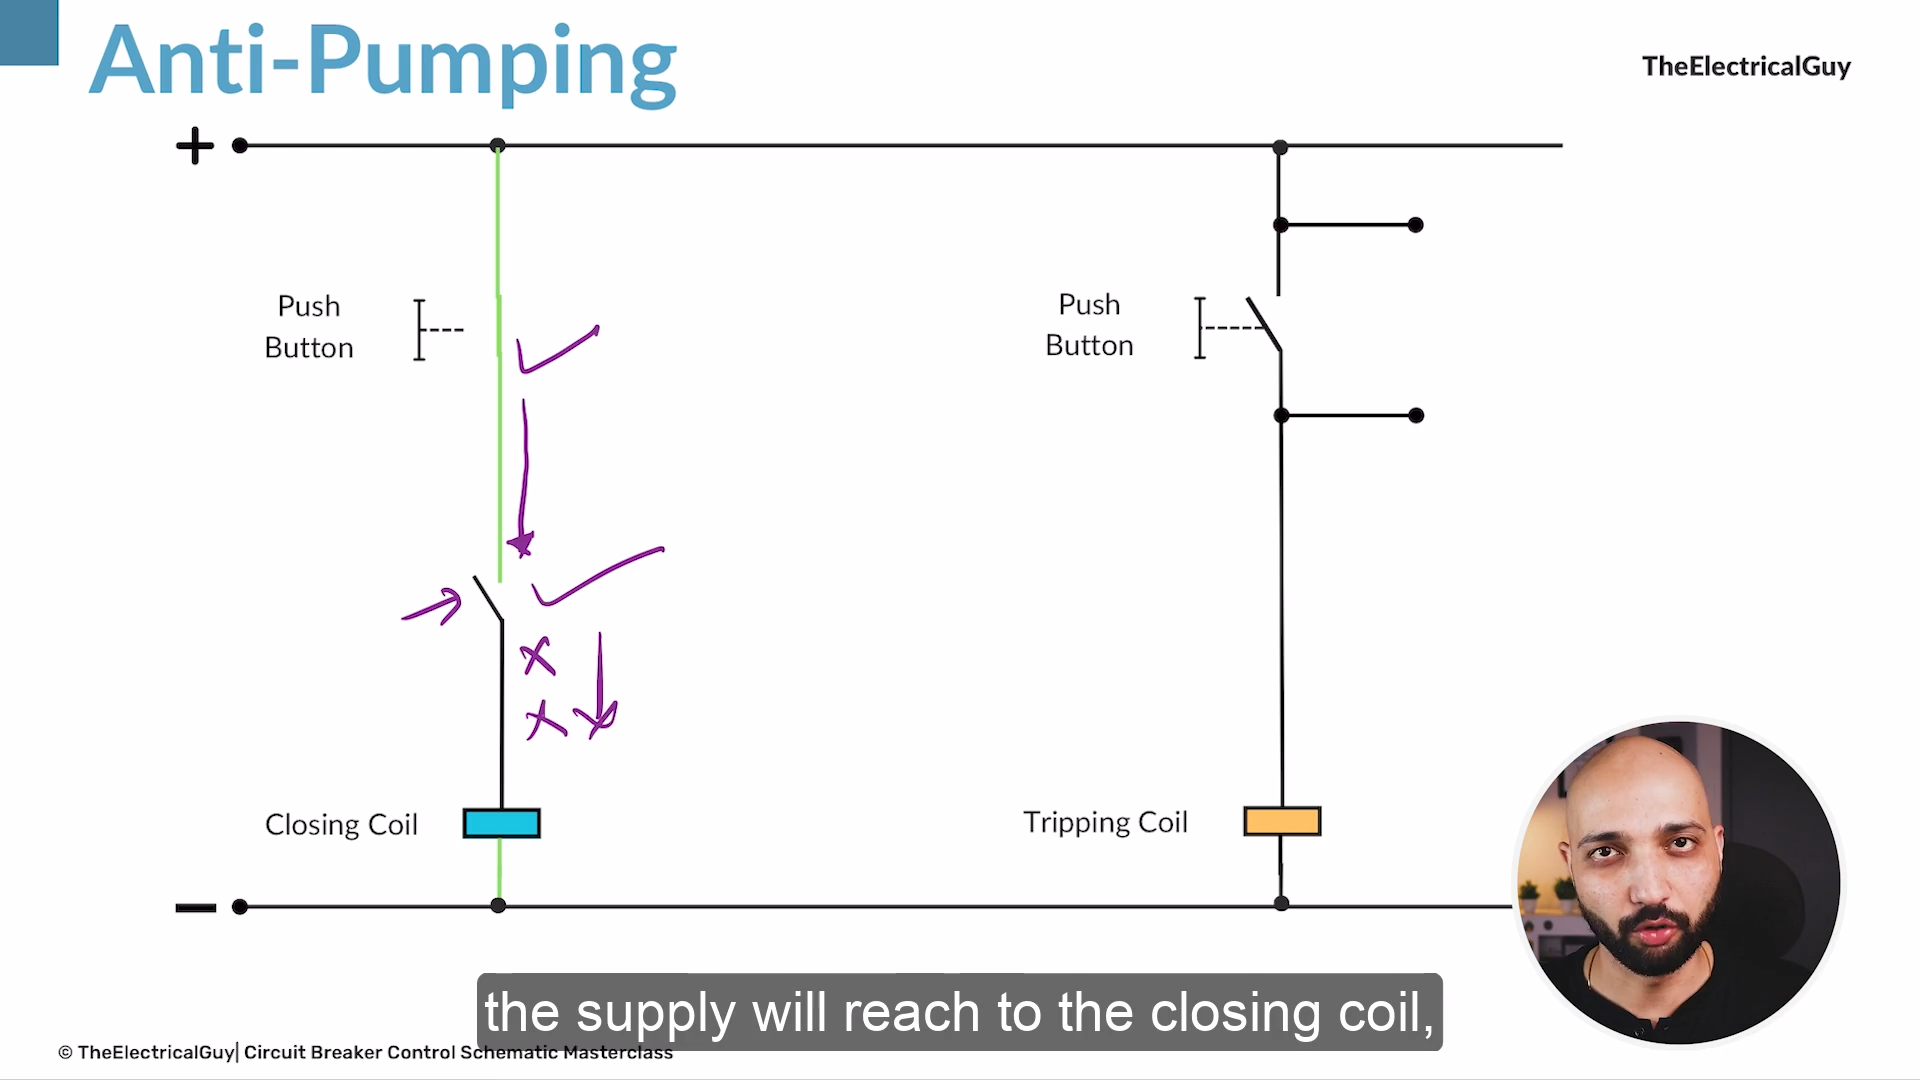 Anti-Pumping
TheElectricalGuy
Push
Button
Push
Button
Closing Coil
Tripping Coil
the supply will reach to the closing coil,
© TheElectricalGuy| Circuit Breaker Control Schematic Masterclass